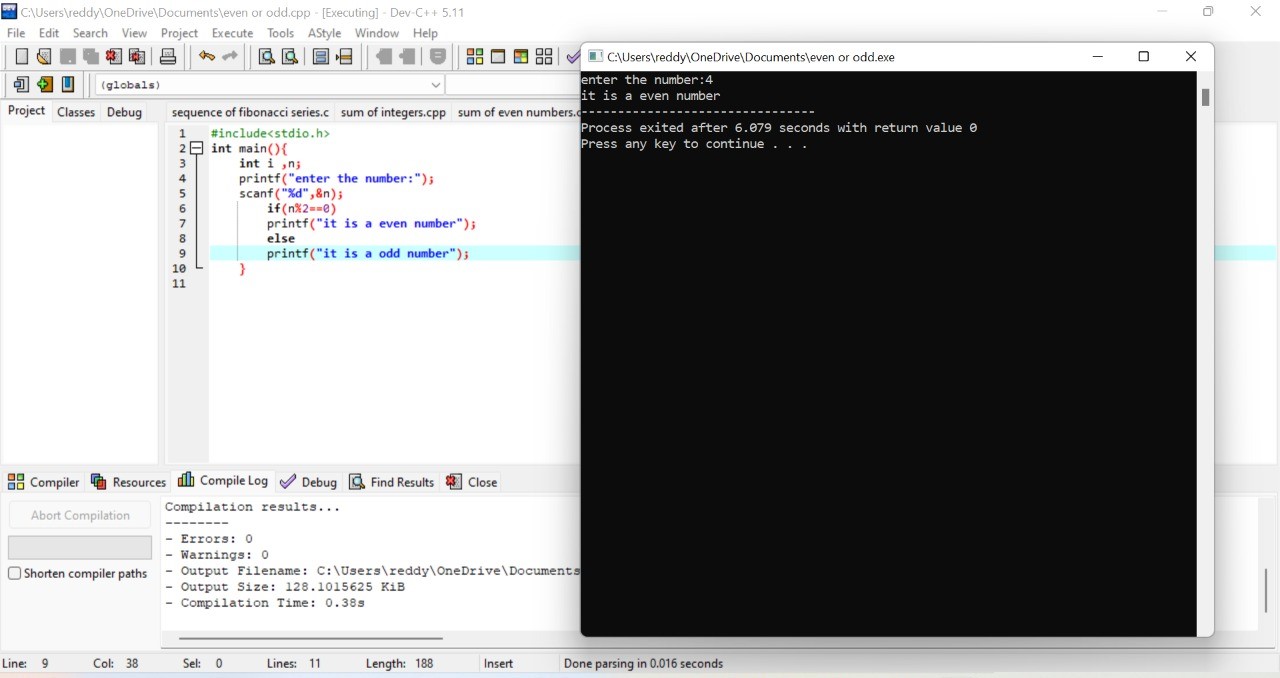 C:\Users\reddy\OneDrive\Documents\even or odd.cpp - [Executing] - Dev-C++ 5.11
File Edit Search View Project Execute Tools AStyle Window Help
(globals)
Project Classes Debug
sequence of fibonacci series.c sum of integers.cpp sum of even numbers.c
1 #include<stdio.h>
2 int main(){
3 int i ,n;
4 printf("enter the number:");
5 scanf("%d",&n);
6 if(n%2==0)
7 printf("it is a even number");
8 else
9 printf("it is a odd number");
10 }
11
C:\Users\reddy\OneDrive\Documents\even or odd.exe
enter the number:4
it is a even number
--------------------------------
Process exited after 6.079 seconds with return value 0
Press any key to continue . . .
Compiler Resources Compile Log Debug Find Results Close
Abort Compilation
Shorten compiler paths
Compilation results...
--------
- Errors: 0
- Warnings: 0
- Output Filename: C:\Users\reddy\OneDrive\Documents
- Output Size: 128.1015625 KiB
- Compilation Time: 0.38s
Line: 9 Col: 38 Sel: 0 Lines: 11 Length: 188 Insert Done parsing in 0.016 seconds